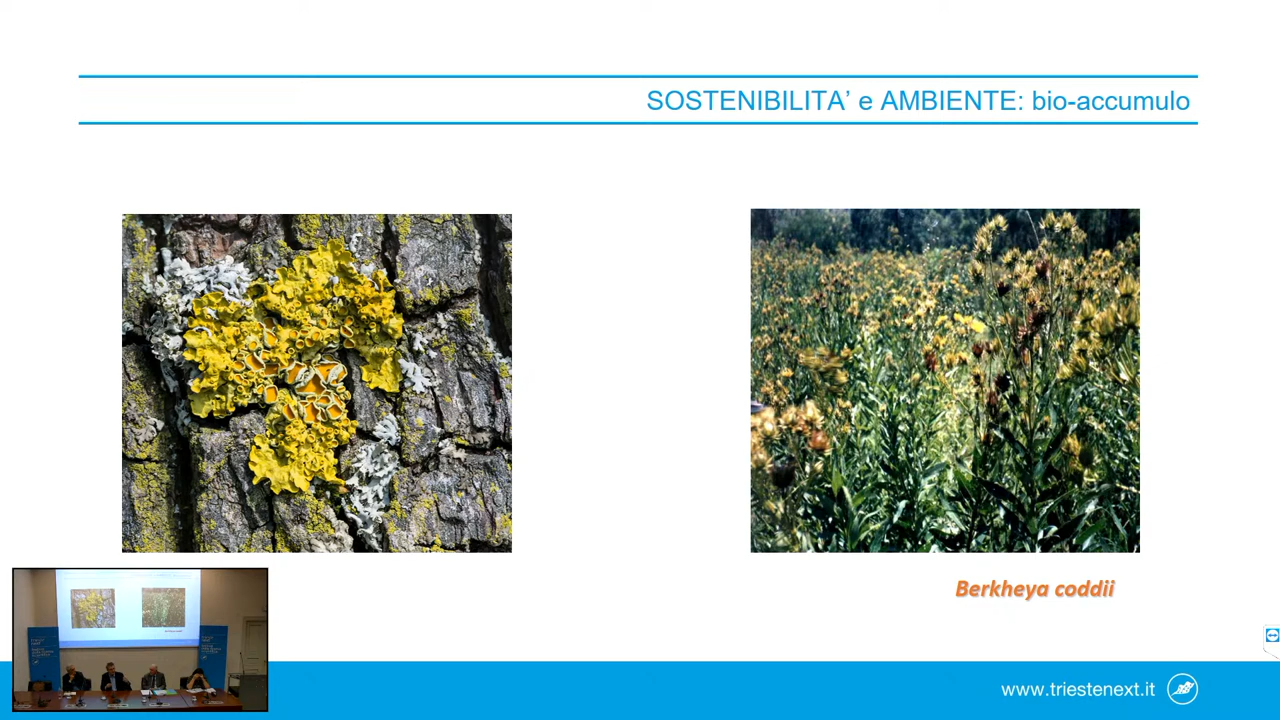 SOSTENIBILITA’ e AMBIENTE: bio-accumulo
Berkheya coddii
www.triestenext.it